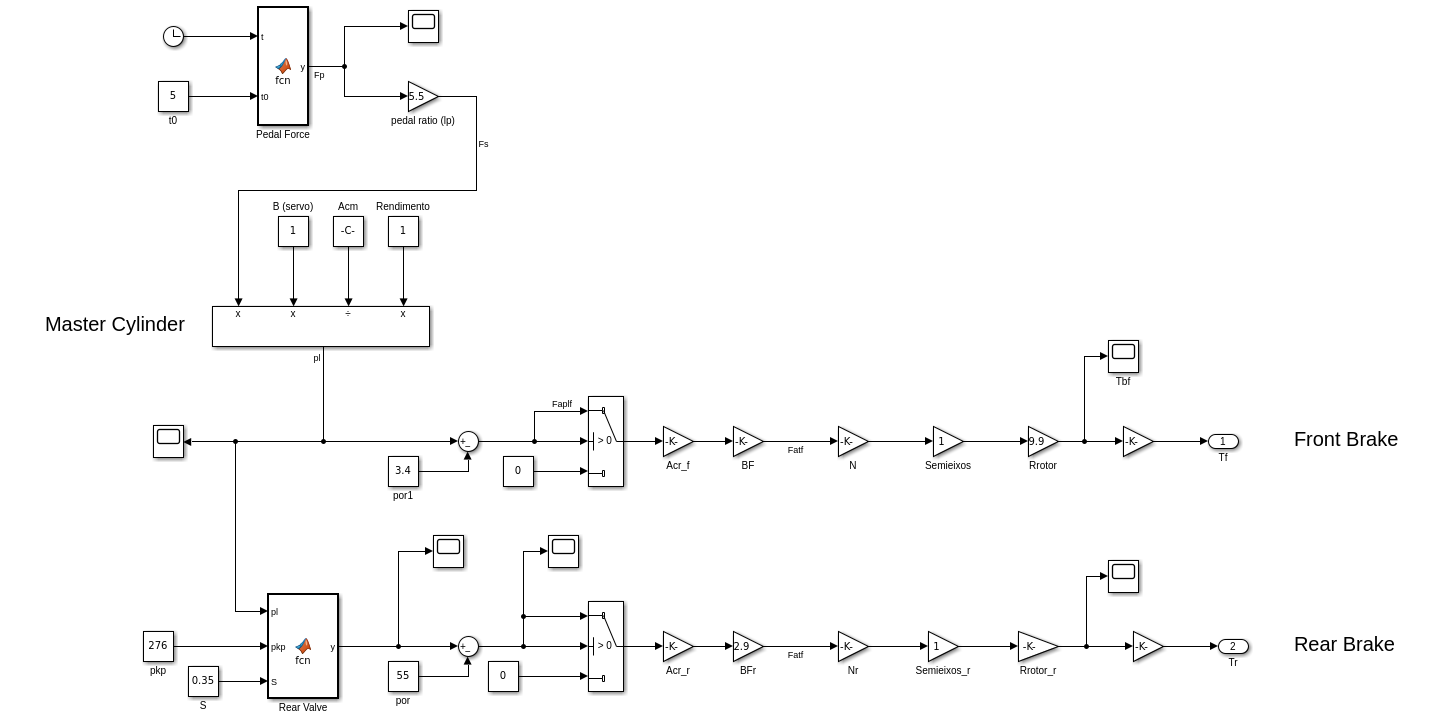 t
y
fcn
t0
Pedal Force
5
t0
Fp
5.5
pedal ratio (lp)
Fs
B (servo)
Acm
Rendimento
1
-C-
1
x
x
÷
x
Master Cylinder
pl
Faplf
+_
3.4
por1
0
> 0
-K-
Acr_f
-K-
BF
Fatf
-K-
N
1
Semieixos
9.9
Rrotor
Tbf
-K-
1
Tf
Front Brake
276
pkp
0.35
S
pl
pkp
S
fcn
y
Rear Valve
+_
55
por
0
> 0
-K-
Acr_r
2.9
BFr
Fatf
-K-
Nr
1
Semieixos_r
-K-
Rrotor_r
-K-
2
Tr
Rear Brake